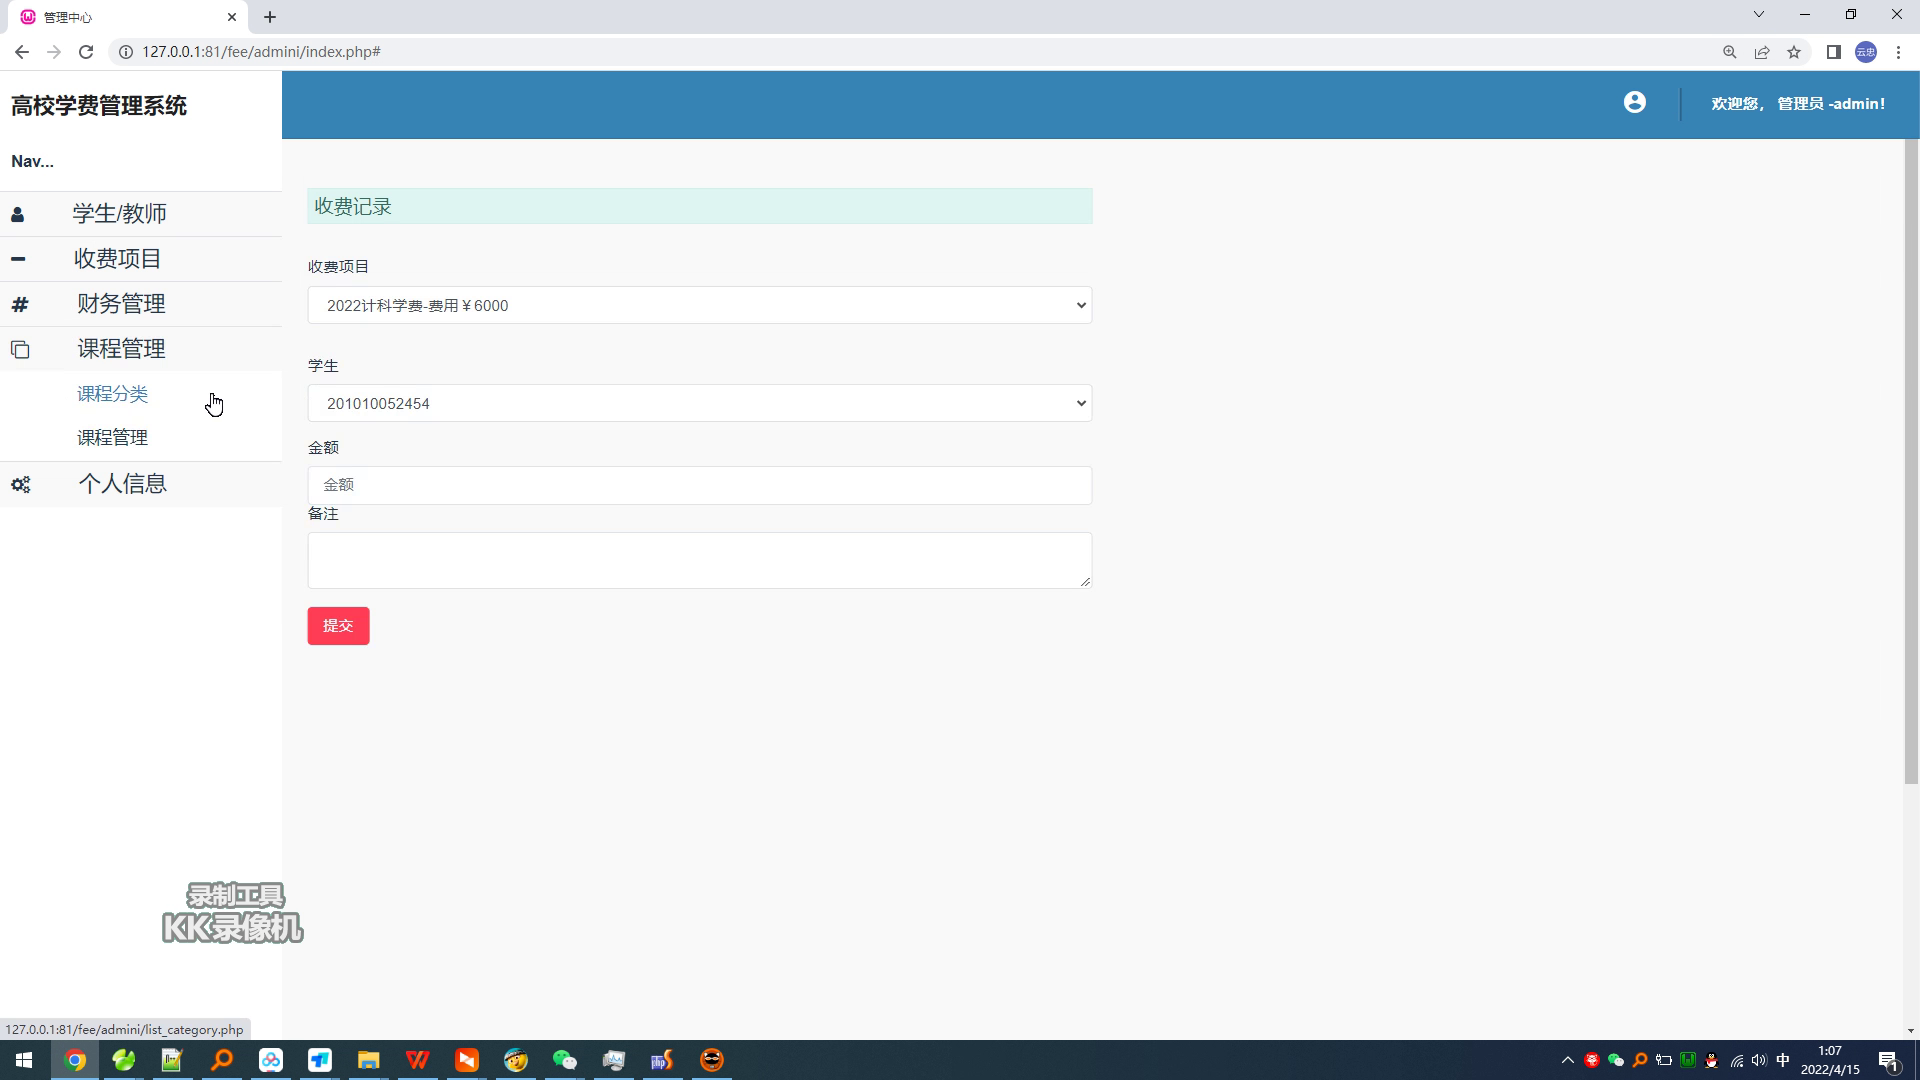 管理中心
127.0.0.1:81/fee/admini/index.php#
云忠
高校学费管理系统
欢迎您， 管理员 -admin!
Nav...
学生/教师
收费项目
财务管理
课程管理
课程分类
课程管理
个人信息
收费记录
收费项目
2022计科学费-费用￥6000
学生
201010052454
金额
金额
备注
提交
录制工具
KK录像机
127.0.0.1:81/fee/admini/list_category.php
中
1:07
2022/4/15
1